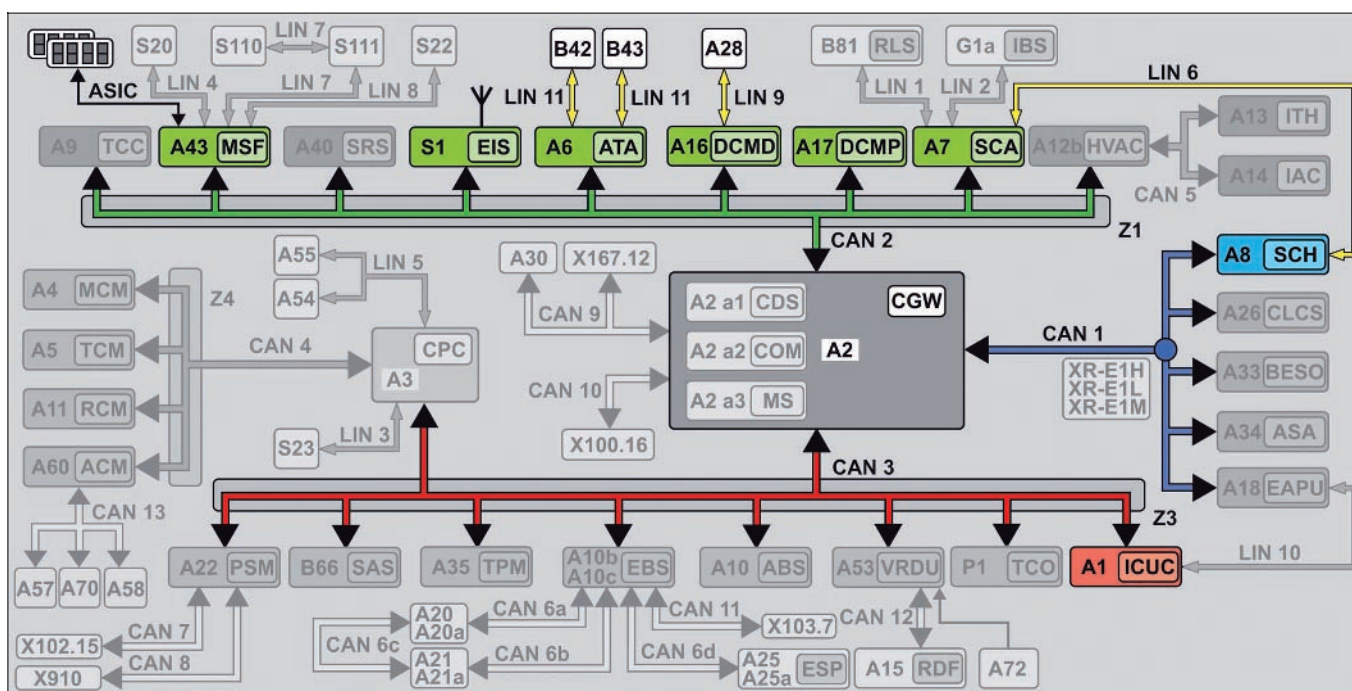 S20
LIN 7
S110
S111
S22
B42
B43
A28
B81 RLS
G1a IBS
LIN 6
ASIC
LIN 4
LIN 7
LIN 8
LIN 11
LIN 11
LIN 9
LIN 1
LIN 2
A9 TCC
A43 MSF
A40 SRS
S1 EIS
A6 ATA
A16 DCMD
A17 DCMP
A7 SCA
A12b HVAC
A13 ITH
A14 IAC
CAN 5
CAN 2
Z1
A55
A54
LIN 5
A30
X167.12
A8 SCH
A4 MCM
Z4
A2 a1 CDS
CGW
CAN 9
A26 CLCS
A5 TCM
CAN 4
CPC
A3
A2 a2 COM
A2
CAN 1
A33 BESO
XR-E1H
XR-E1L
XR-E1M
A11 RCM
CAN 10
A2 a3 MS
A34 ASA
S23
LIN 3
X100.16
A60 ACM
CAN 3
A18 EAPU
CAN 13
Z3
LIN 10
A57
A70
A58
A22 PSM
B66 SAS
A35 TPM
A10b
A10c
EBS
A10 ABS
A53 VRDU
P1 TCO
A1 ICUC
X102.15
CAN 7
X910
CAN 8
CAN 6c
A20
A20a
A21
A21a
CAN 6a
CAN 6b
CAN 11
X103.7
CAN 6d
A25
A25a
ESP
CAN 12
A15 RDF
A72